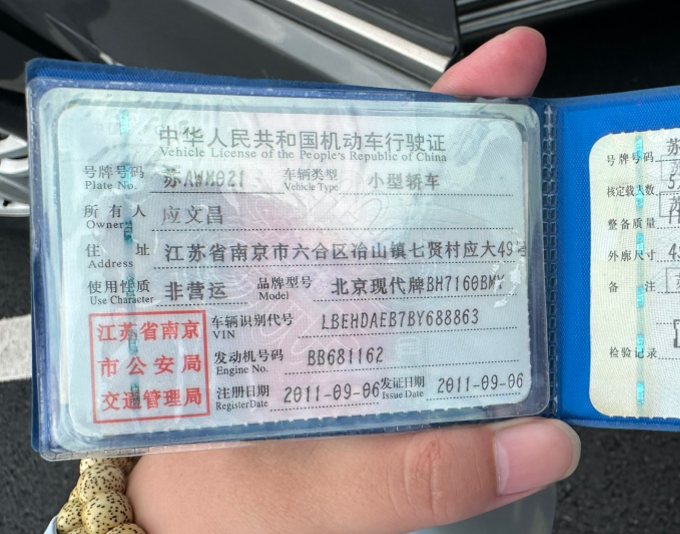 中华人民共和国机动车行驶证
Vehicle License of the People's Republic of China
号牌号码 苏AWX021 车辆类型 小型轿车
Plate No. Vehicle Type
所有人 应文昌
Owner
住址 江苏省南京市六合区冶山镇七贤村应大49号
Address
使用性质 非营运 品牌型号 北京现代牌BH7160BMY
Use Character Model
江苏省南京
市公安局
交通管理局
车辆识别代号 LBEHDAEB7BY688863
VIN
发动机号码 BB681162
Engine No.
注册日期 2011-09-06 发证日期 2011-09-06
Register Date Issue Date
号牌号码 苏
核定载人数
整备质量
外廓尺寸
备注
检验记录